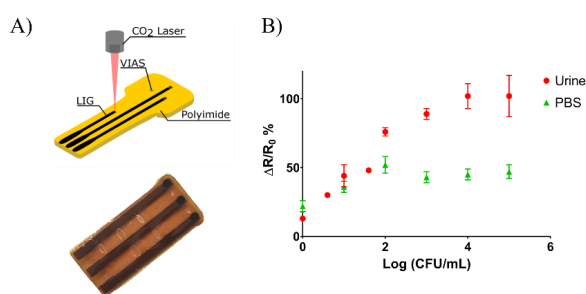 A)
CO2 Laser
VIAS
LIG
Polyimide
B)
Urine
PBS
ΔR/R0 %
100
50
0
0
2
4
6
Log (CFU/mL)